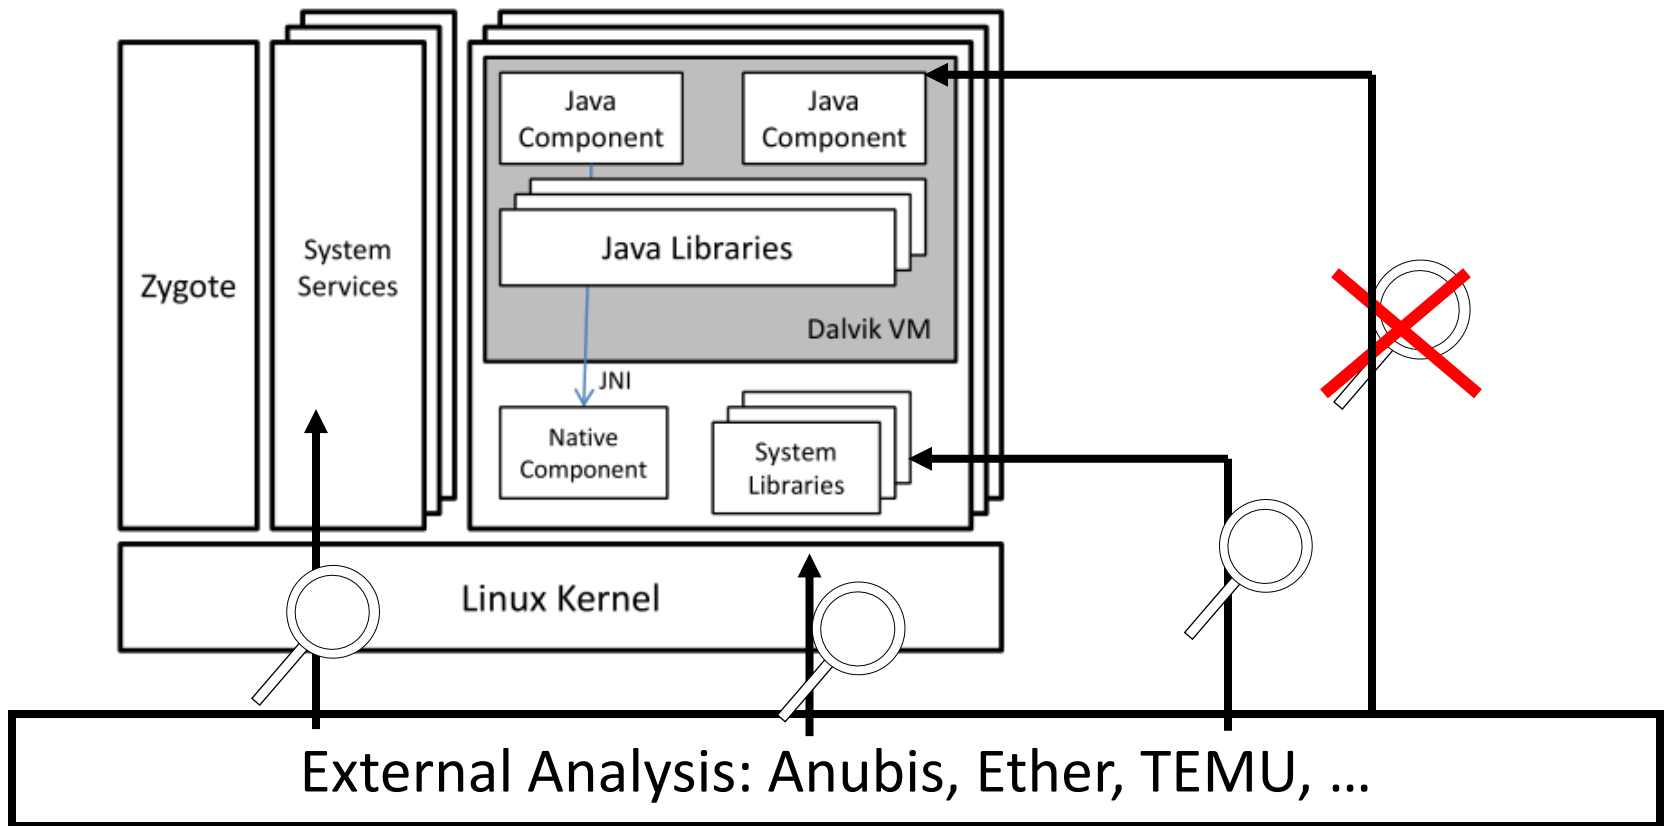 Java
Component
Java
Component
Java Libraries
Dalvik VM
Zygote
System
Services
JNI
Native
Component
System
Libraries
Linux Kernel
External Analysis: Anubis, Ether, TEMU, ...